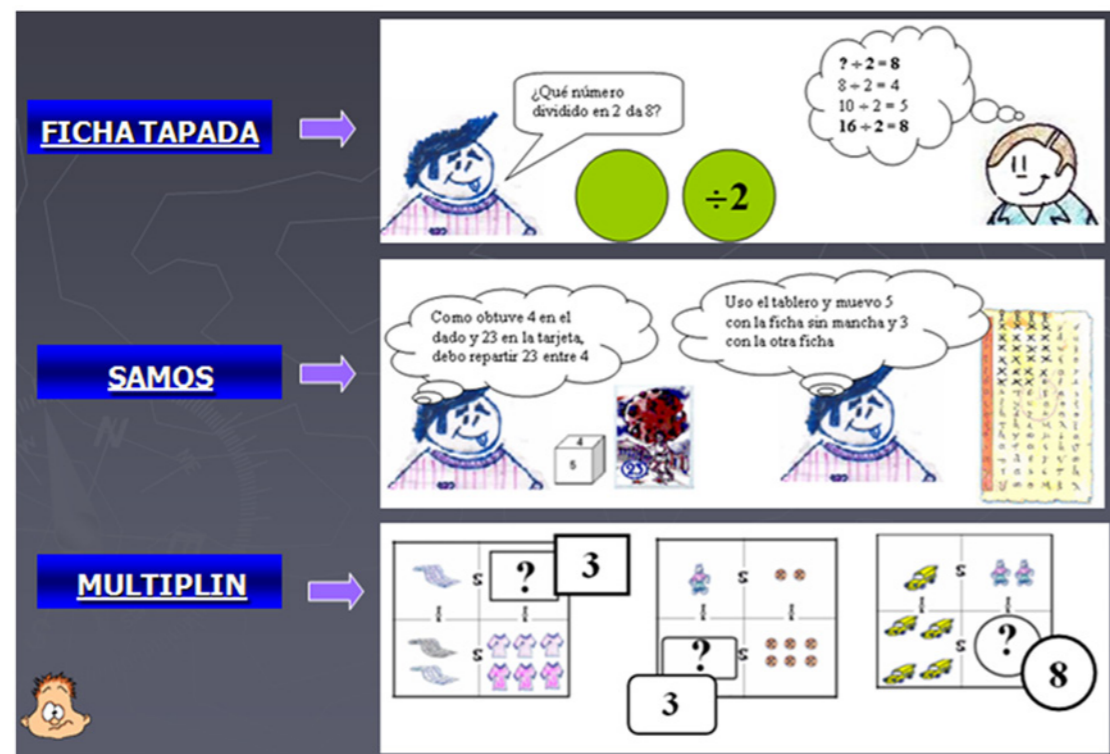 FICHA TAPADA
¿Qué número
dividido en 2 da 8?
÷2
? ÷ 2 = 8
8 ÷ 2 = 4
10 ÷ 2 = 5
16 ÷ 2 = 8
SAMOS
Como obtuve 4 en el
dado y 23 en la tarjeta,
debo repartir 23 entre 4
4
5
23
Uso el tablero y muevo 5
con la ficha sin mancha y 3
con la otra ficha
MULTIPLIN
?
3
?
3
?
8